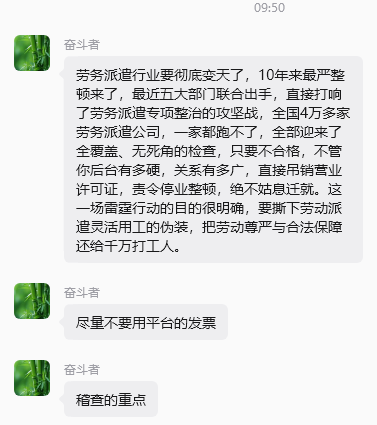 09:50
奋斗者
劳务派遣行业要彻底变天了，10年来最严整
顿来了，最近五大部门联合出手，直接打响
了劳务派遣专项整治的攻坚战，全国4万多家
劳务派遣公司，一家都跑不了，全部迎来了
全覆盖、无死角的检查，只要不合格，不管
你后台有多硬，关系有多广，直接吊销营业
许可证，责令停业整顿，绝不姑息迁就。这
一场雷霆行动的目的很明确，要撕下劳动派
遣灵活用工的伪装，把劳动尊严与合法保障
还给千万打工人。
奋斗者
尽量不要用平台的发票
奋斗者
稽查的重点